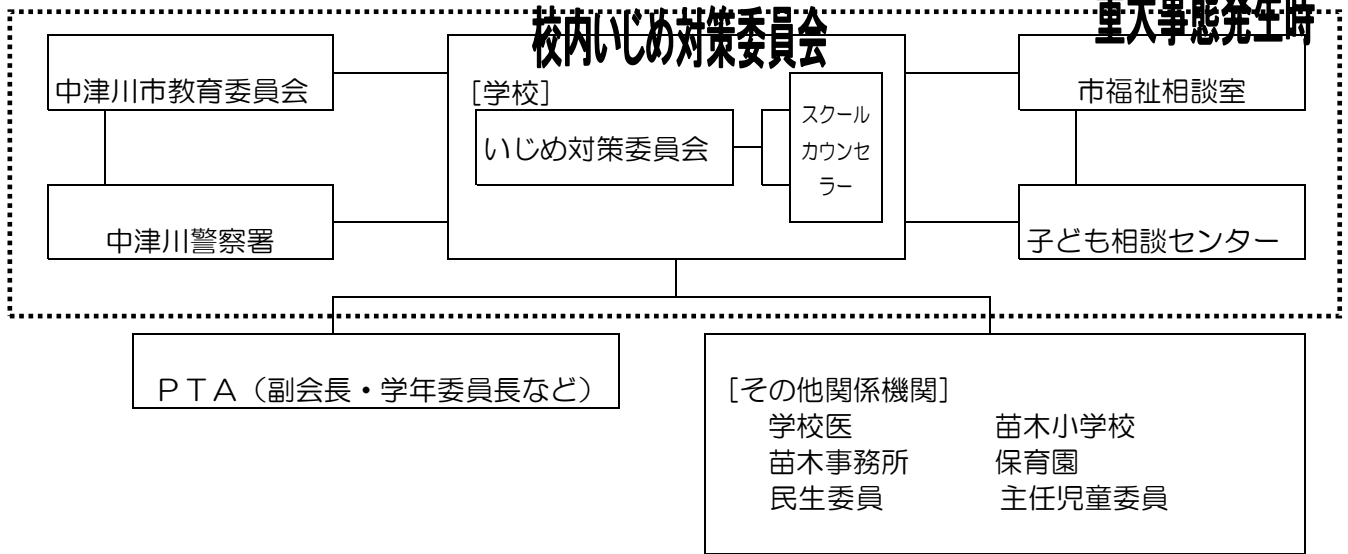 校内いじめ対策委員会
重大事態発生時
中津川市教育委員会
[学校]
いじめ対策委員会
スクール
カウンセ
ラー
市福祉相談室
中津川警察署
子ども相談センター
ＰＴＡ（副会長・学年委員長など）
[その他関係機関]
学校医　苗木小学校
苗木事務所　保育園
民生委員　主任児童委員